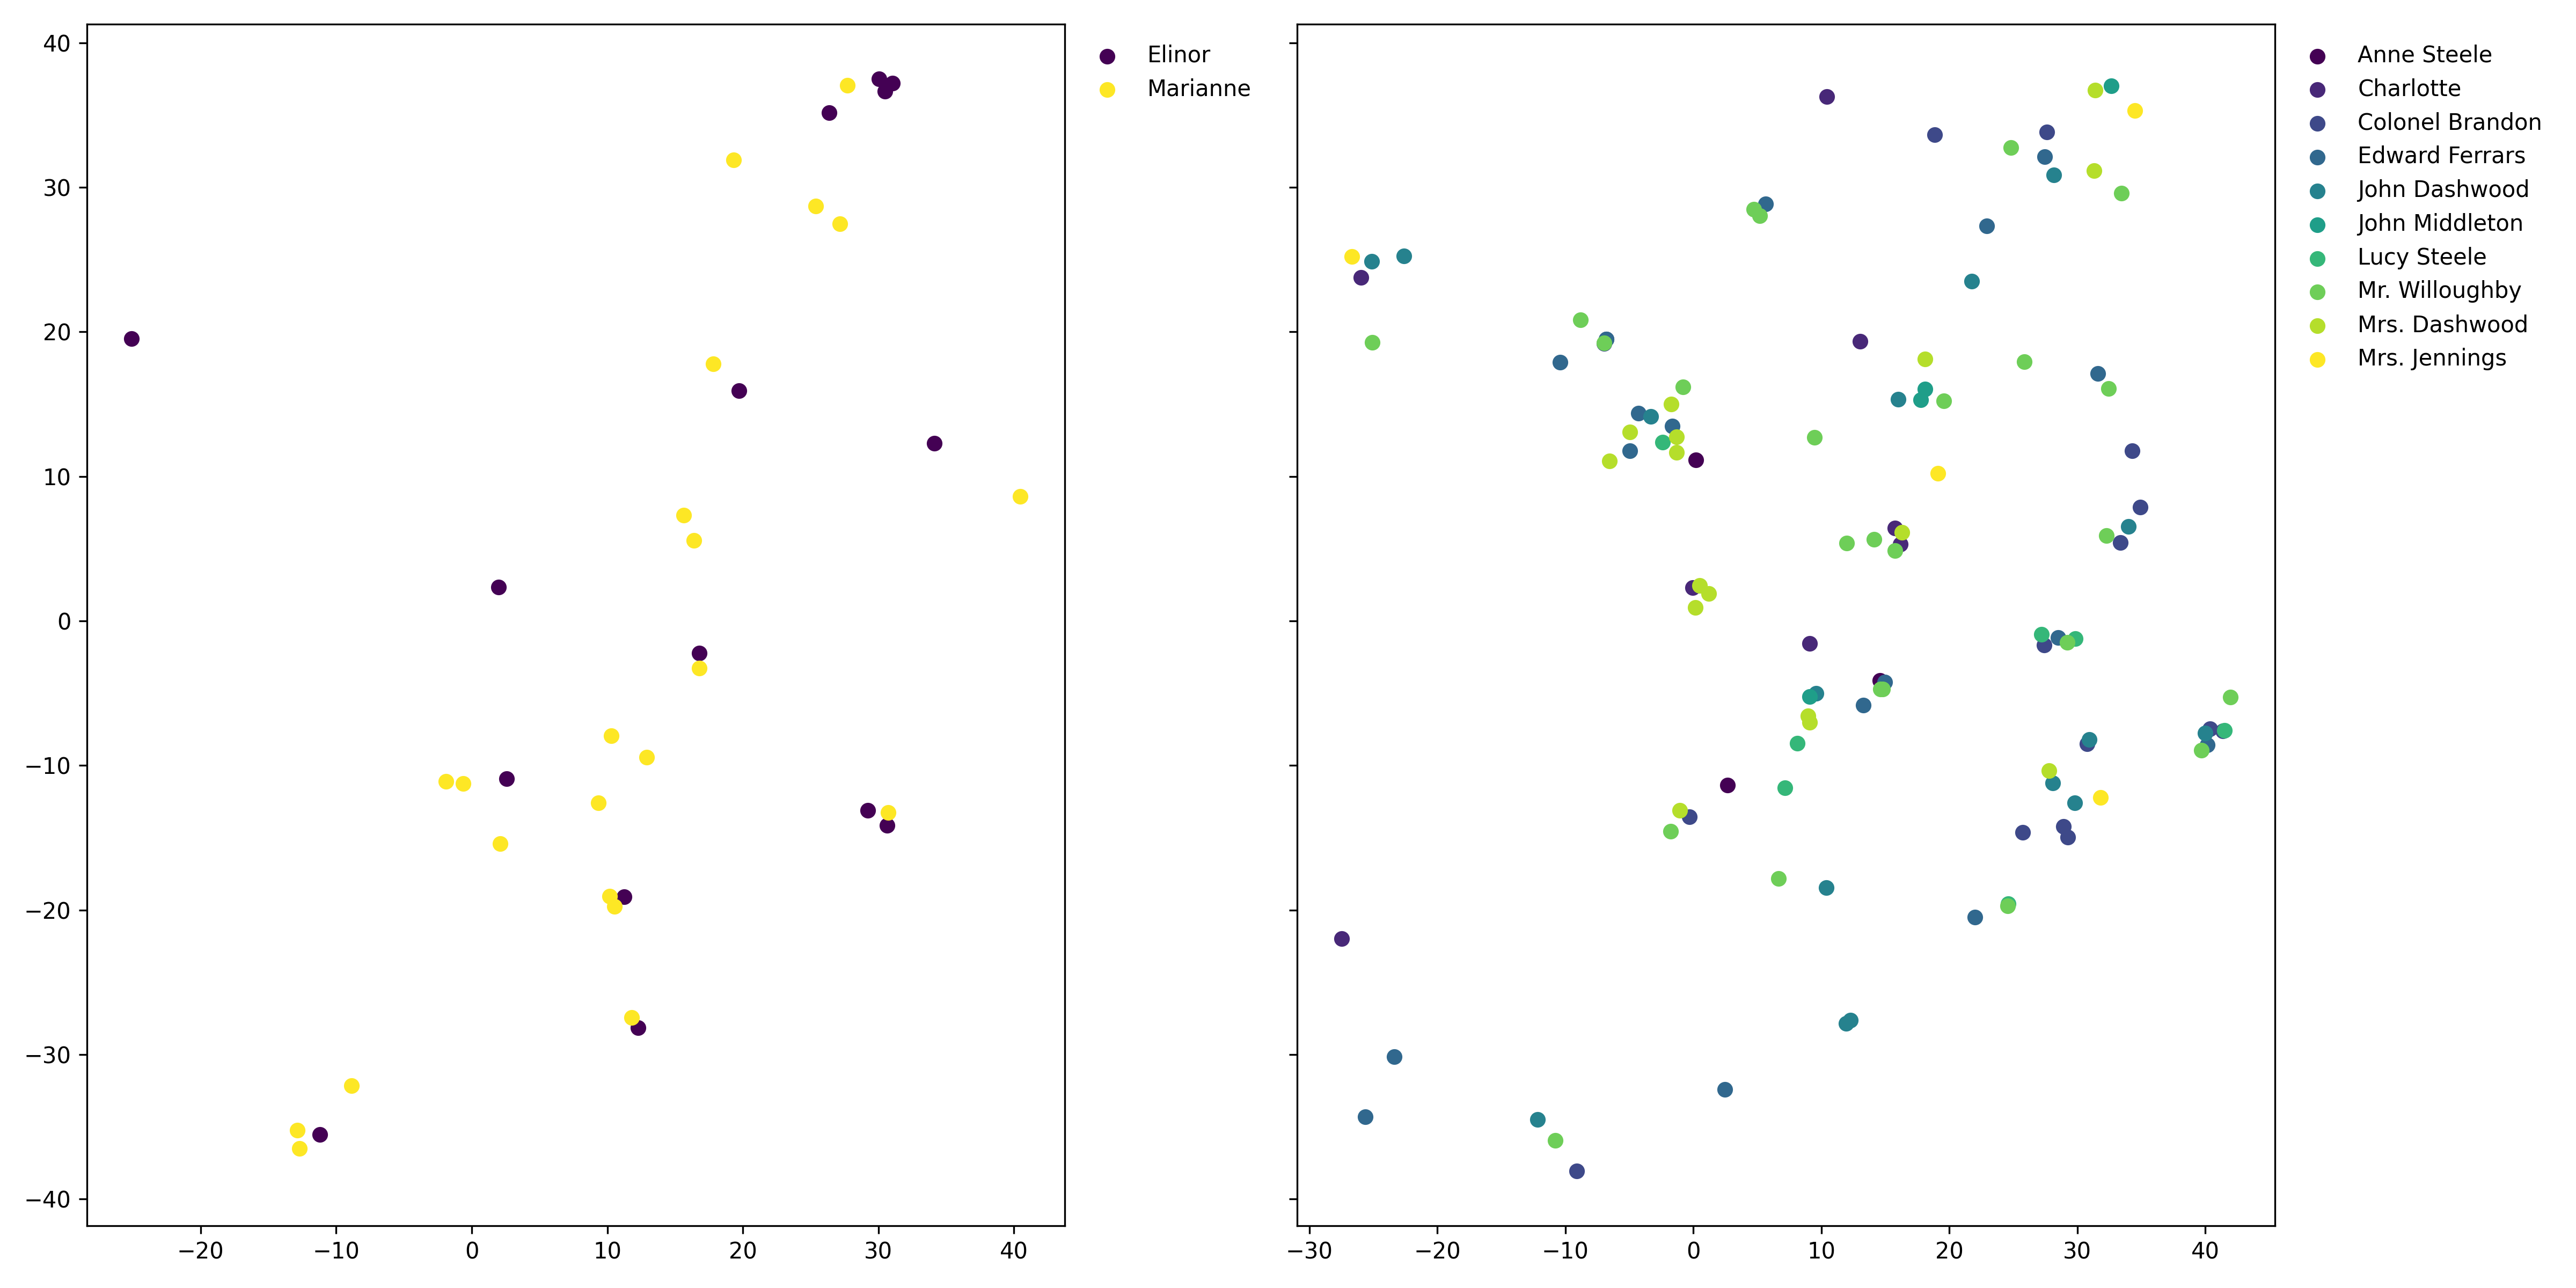 40
30
20
10
0
−10
−20
−30
−40
−20 −10 0 10 20 30 40
Elinor
Marianne
−30 −20 −10 0 10 20 30 40
Anne Steele
Charlotte
Colonel Brandon
Edward Ferrars
John Dashwood
John Middleton
Lucy Steele
Mr. Willoughby
Mrs. Dashwood
Mrs. Jennings